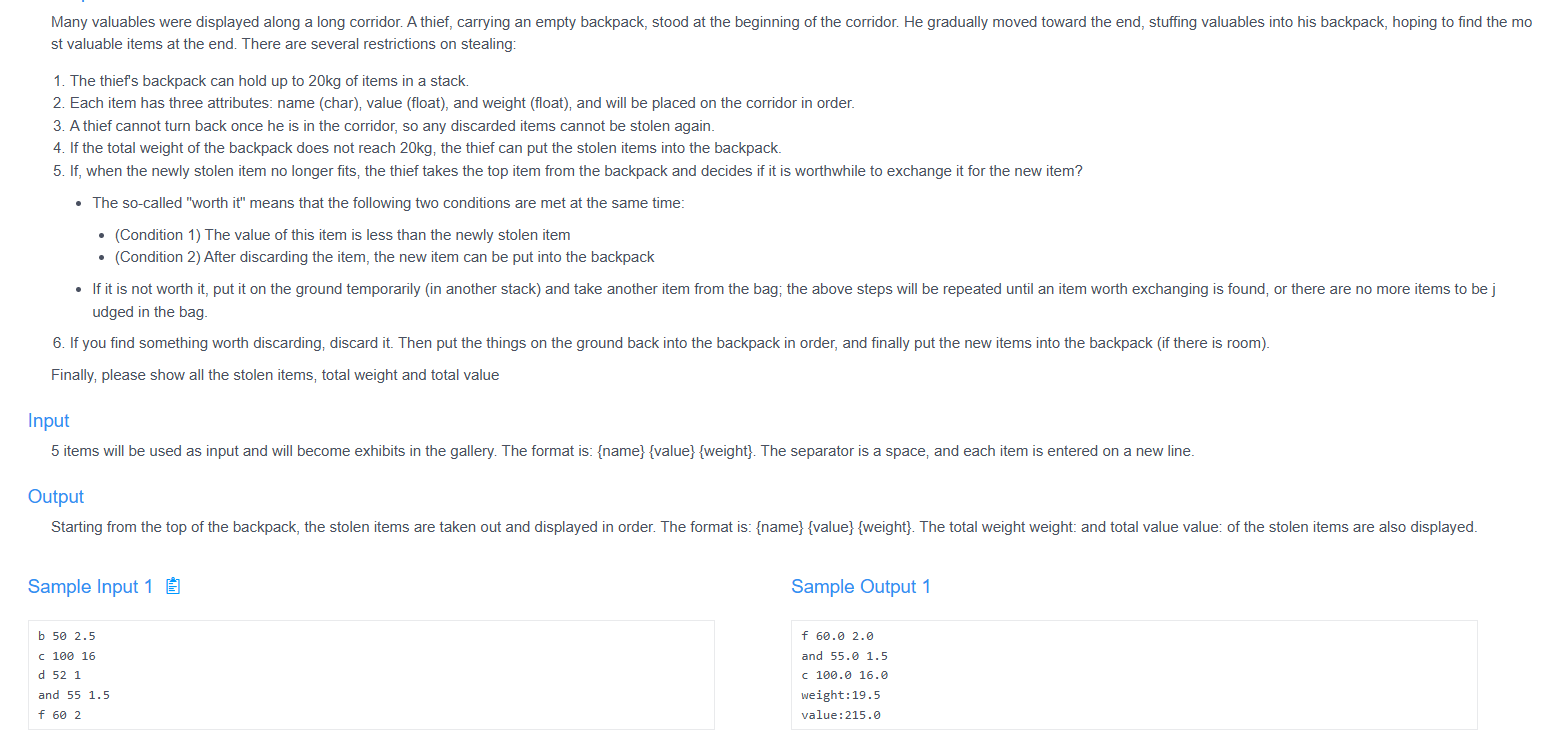 Many valuables were displayed along a long corridor. A thief, carrying an empty backpack, stood at the beginning of the corridor. He gradually moved toward the end, stuffing valuables into his backpack, hoping to find the mo
st valuable items at the end. There are several restrictions on stealing:
1. The thief's backpack can hold up to 20kg of items in a stack.
2. Each item has three attributes: name (char), value (float), and weight (float), and will be placed on the corridor in order.
3. A thief cannot turn back once he is in the corridor, so any discarded items cannot be stolen again.
4. If the total weight of the backpack does not reach 20kg, the thief can put the stolen items into the backpack.
5. If, when the newly stolen item no longer fits, the thief takes the top item from the backpack and decides if it is worthwhile to exchange it for the new item?
• The so-called "worth it" means that the following two conditions are met at the same time:
• (Condition 1) The value of this item is less than the newly stolen item
• (Condition 2) After discarding the item, the new item can be put into the backpack
• If it is not worth it, put it on the ground temporarily (in another stack) and take another item from the bag; the above steps will be repeated until an item worth exchanging is found, or there are no more items to be j
udged in the bag.
6. If you find something worth discarding, discard it. Then put the things on the ground back into the backpack in order, and finally put the new items into the backpack (if there is room).
Finally, please show all the stolen items, total weight and total value
Input
5 items will be used as input and will become exhibits in the gallery. The format is: {name} {value} {weight}. The separator is a space, and each item is entered on a new line.
Output
Starting from the top of the backpack, the stolen items are taken out and displayed in order. The format is: {name} {value} {weight}. The total weight weight: and total value value: of the stolen items are also displayed.
Sample Input 1
b 50 2.5
c 100 16
d 52 1
and 55 1.5
f 60 2
Sample Output 1
f 60.0 2.0
and 55.0 1.5
c 100.0 16.0
weight:19.5
value:215.0